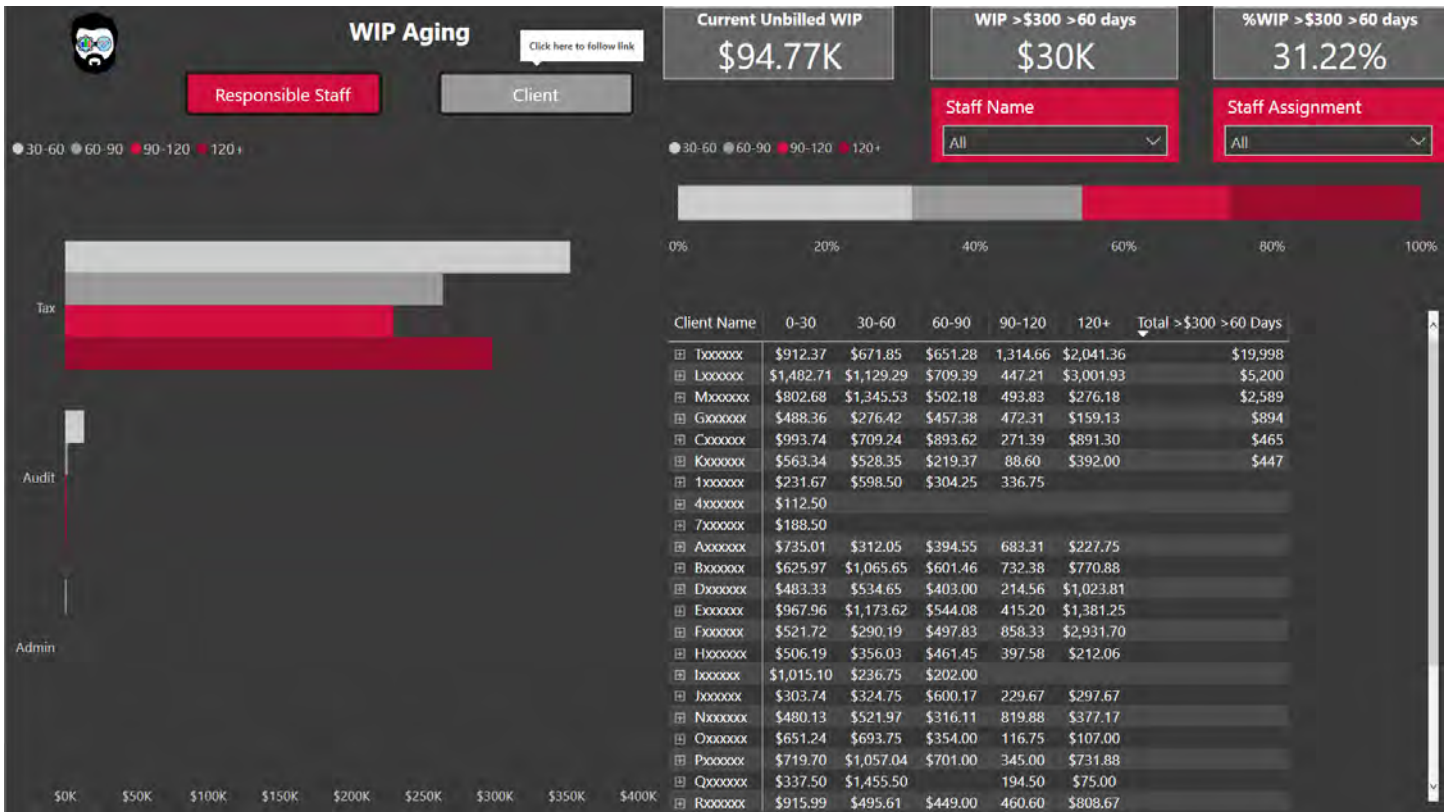 WIP Aging
Click here to follow link
Responsible Staff
Client
Current Unbilled WIP
$94.77K
WIP >$300 >60 days
$30K
%WIP >$300 >60 days
31.22%
Staff Name
All
Staff Assignment
All
30-60 60-90 90-120 120+
Tax
Audit
Admin
$0K $50K $100K $150K $200K $250K $300K $350K $400K
30-60 60-90 90-120 120+
0% 20% 40% 60% 80% 100%
Client Name 0-30 30-60 60-90 90-120 120+ Total >$300 >60 Days
Txxxxxx $912.37 $671.85 $651.28 1,314.66 $2,041.36 $19,998
Lxxxxxx $1,482.71 $1,129.29 $709.39 447.21 $3,001.93 $5,200
Mxxxxxx $802.68 $1,345.53 $502.18 493.83 $276.18 $2,589
Gxxxxxx $488.36 $276.42 $457.38 472.31 $159.13 $894
Cxxxxxx $993.74 $709.24 $893.62 271.39 $891.30 $465
Kxxxxxx $563.34 $528.35 $219.37 88.60 $392.00 $447
1xxxxxx $231.67 $598.50 $304.25 336.75
4xxxxxx $112.50
7xxxxxx $188.50
Axxxxxx $735.01 $312.05 $394.55 683.31 $227.75
Bxxxxxx $625.97 $1,065.65 $601.46 732.38 $770.88
Dxxxxxx $483.33 $534.65 $403.00 214.56 $1,023.81
Exxxxxx $967.96 $1,173.62 $544.08 415.20 $1,381.25
Fxxxxxx $521.72 $290.19 $497.83 858.33 $2,931.70
Hxxxxxx $506.19 $356.03 $461.45 397.58 $212.06
Ixxxxxx $1,015.10 $236.75 $202.00
Jxxxxxx $303.74 $324.75 $600.17 229.67 $297.67
Nxxxxxx $480.13 $521.97 $316.11 819.88 $377.17
Oxxxxxx $651.24 $693.75 $354.00 116.75 $107.00
Pxxxxxx $719.70 $1,057.04 $701.00 345.00 $731.88
Qxxxxxx $337.50 $1,455.50 194.50 $75.00
Rxxxxxx $915.99 $495.61 $449.00 460.60 $808.67